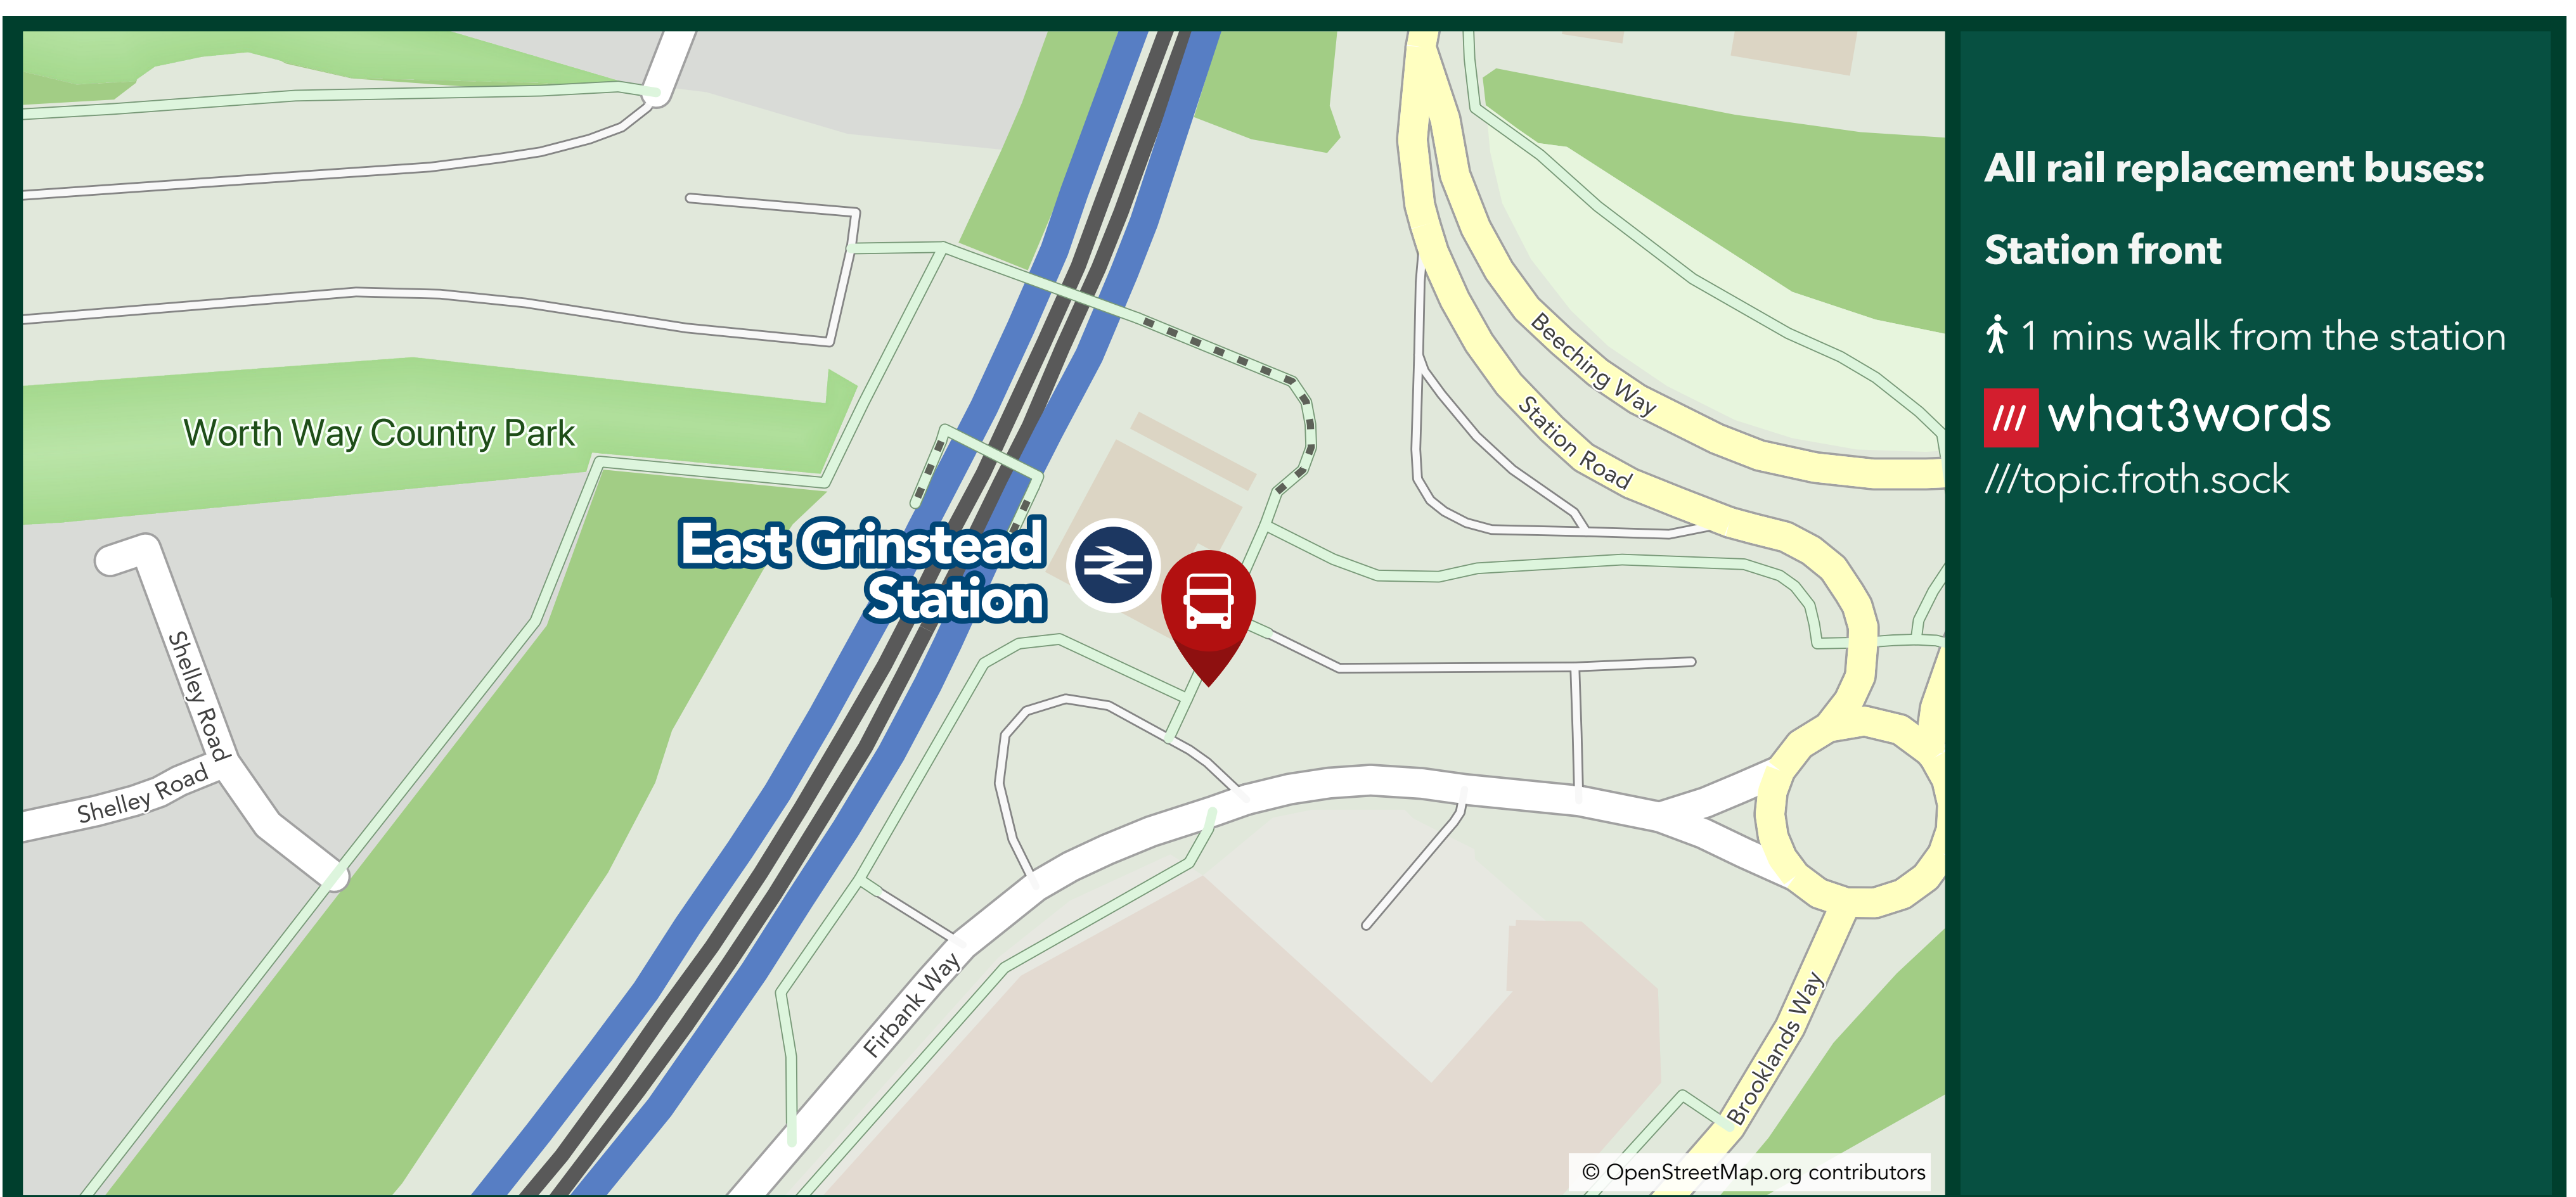 Beeching Way
Station Road
Worth Way Country Park
East Grinstead
Station
Shelley Road
Shelley Road
Firbank Way
Brooklands Way
© OpenStreetMap.org contributors
All rail replacement buses:
Station front
1 mins walk from the station
/// what3words
///topic.froth.sock